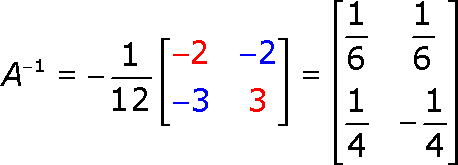 A⁻¹ = −1/12 [−2 −2; −3 3] = [1/6 1/6; 1/4 −1/4]